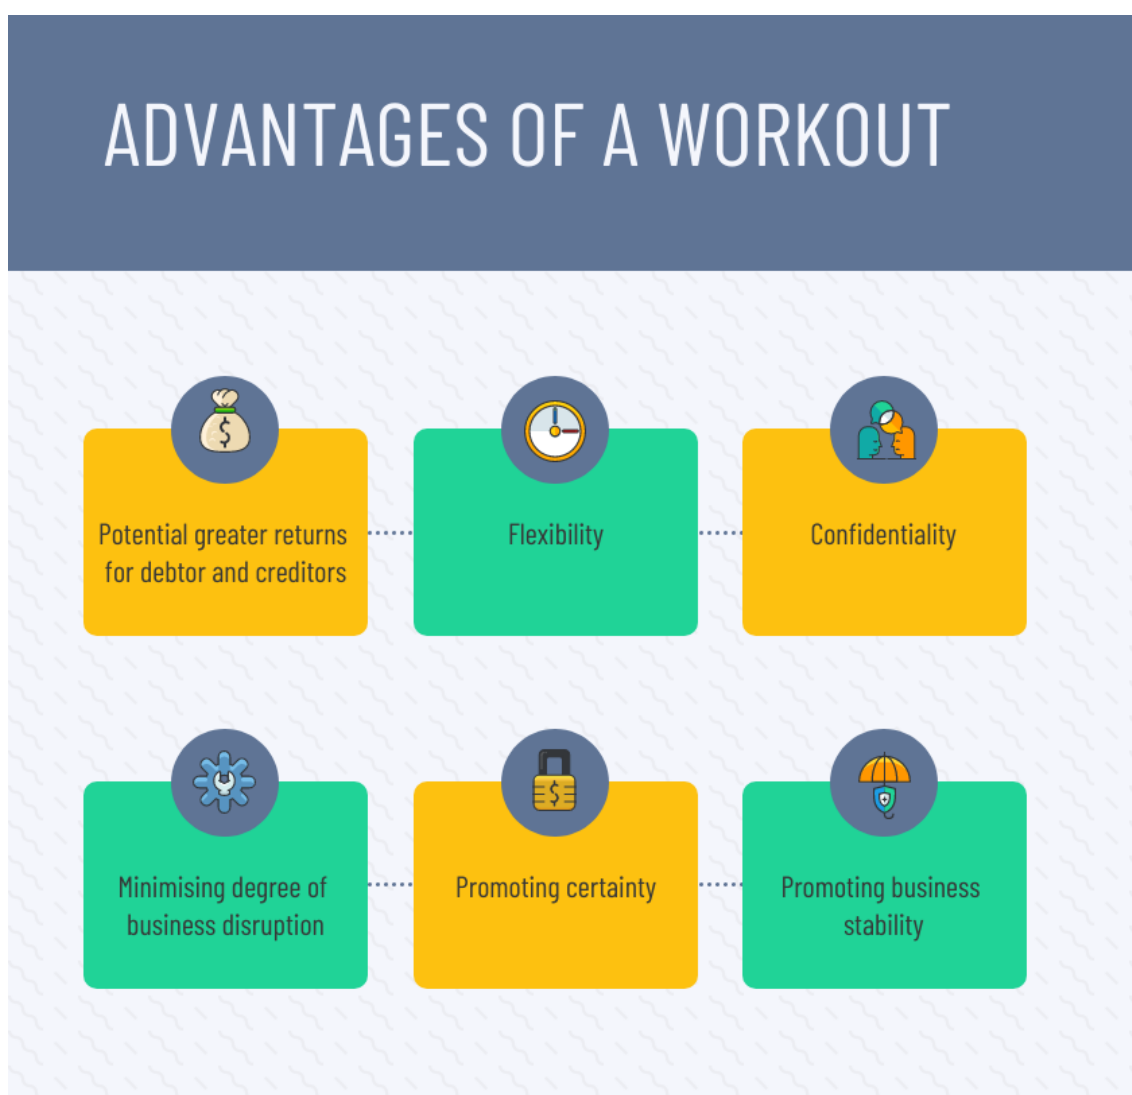 ADVANTAGES OF A WORKOUT
Potential greater returns
for debtor and creditors
Flexibility
Confidentiality
Minimising degree of
business disruption
Promoting certainty
Promoting business
stability